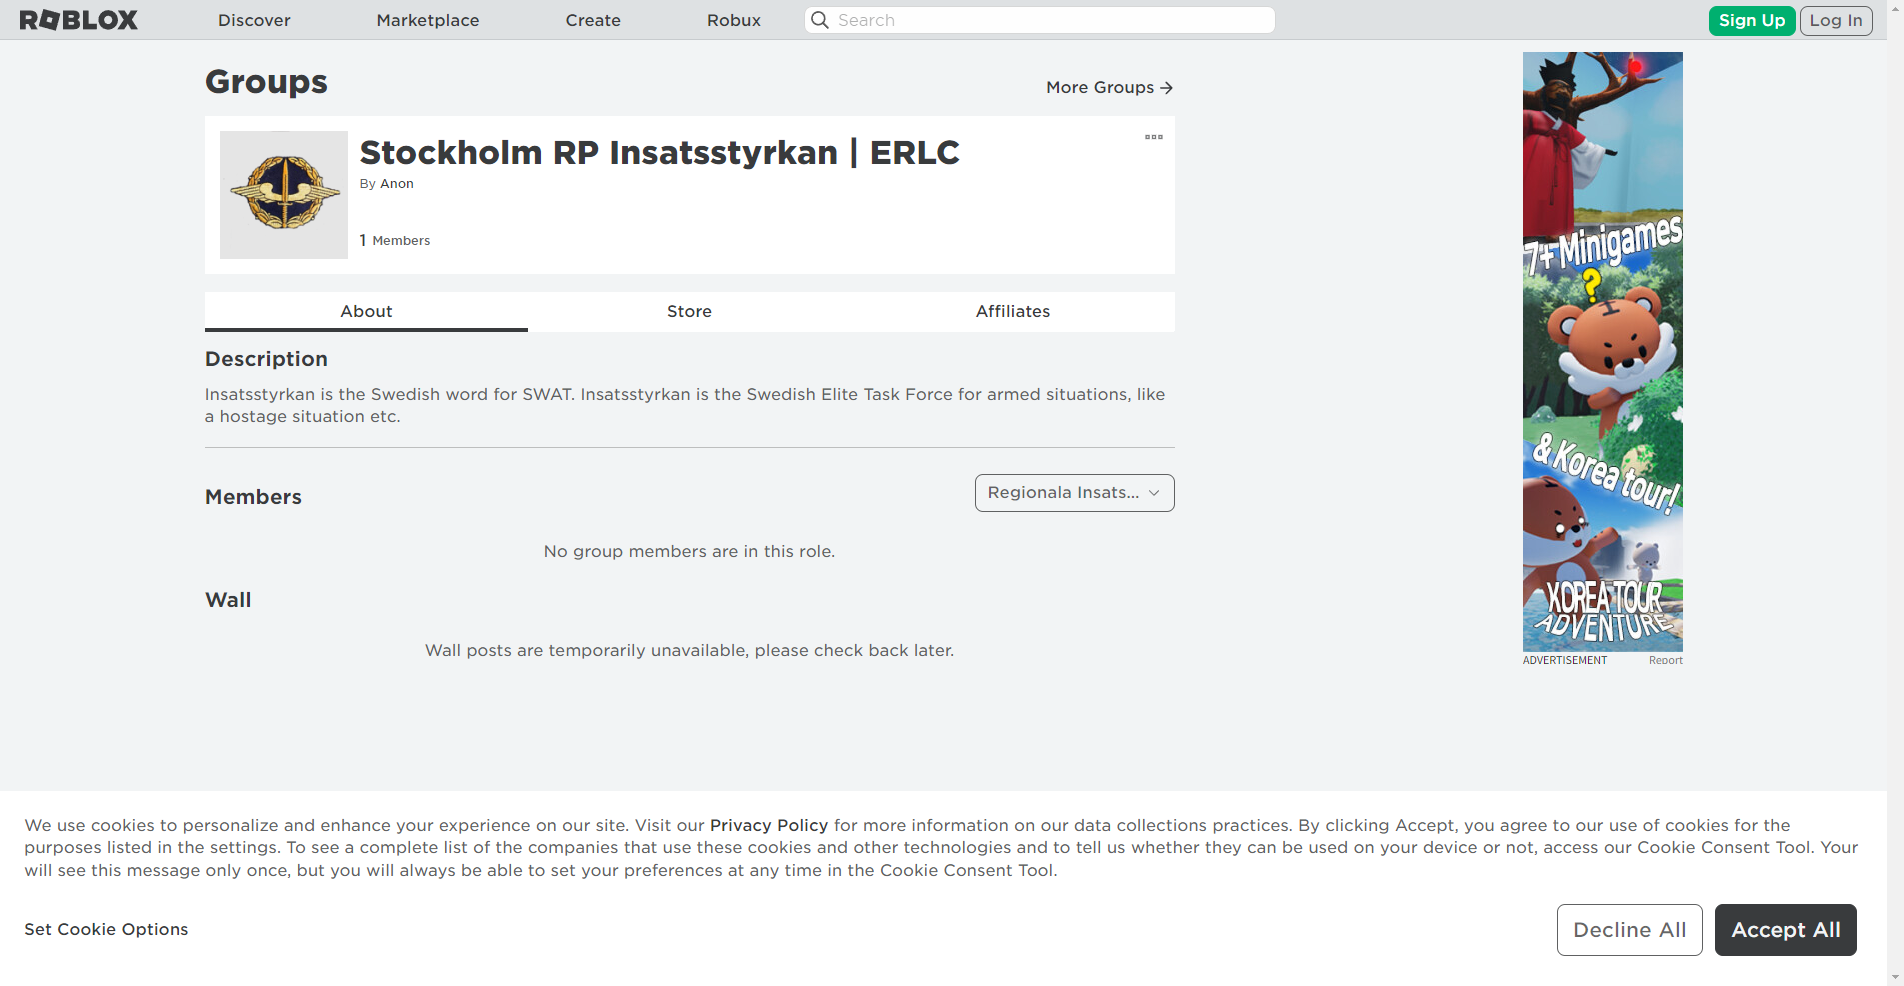 ROBLOX Discover Marketplace Create Robux Search Sign Up Log In
Groups
More Groups →
Stockholm RP Insatsstyrkan | ERLC
By Anon
1 Members
About Store Affiliates
Description
Insatsstyrkan is the Swedish word for SWAT. Insatsstyrkan is the Swedish Elite Task Force for armed situations, like
a hostage situation etc.
Members
Regionala Insats...
No group members are in this role.
Wall
Wall posts are temporarily unavailable, please check back later.
7+ Minigames
?
& Korea tour!
KOREA TOUR
ADVENTURE
ADVERTISEMENT Report
We use cookies to personalize and enhance your experience on our site. Visit our Privacy Policy for more information on our data collections practices. By clicking Accept, you agree to our use of cookies for the
purposes listed in the settings. To see a complete list of the companies that use these cookies and other technologies and to tell us whether they can be used on your device or not, access our Cookie Consent Tool. Your
will see this message only once, but you will always be able to set your preferences at any time in the Cookie Consent Tool.
Set Cookie Options
Decline All
Accept All